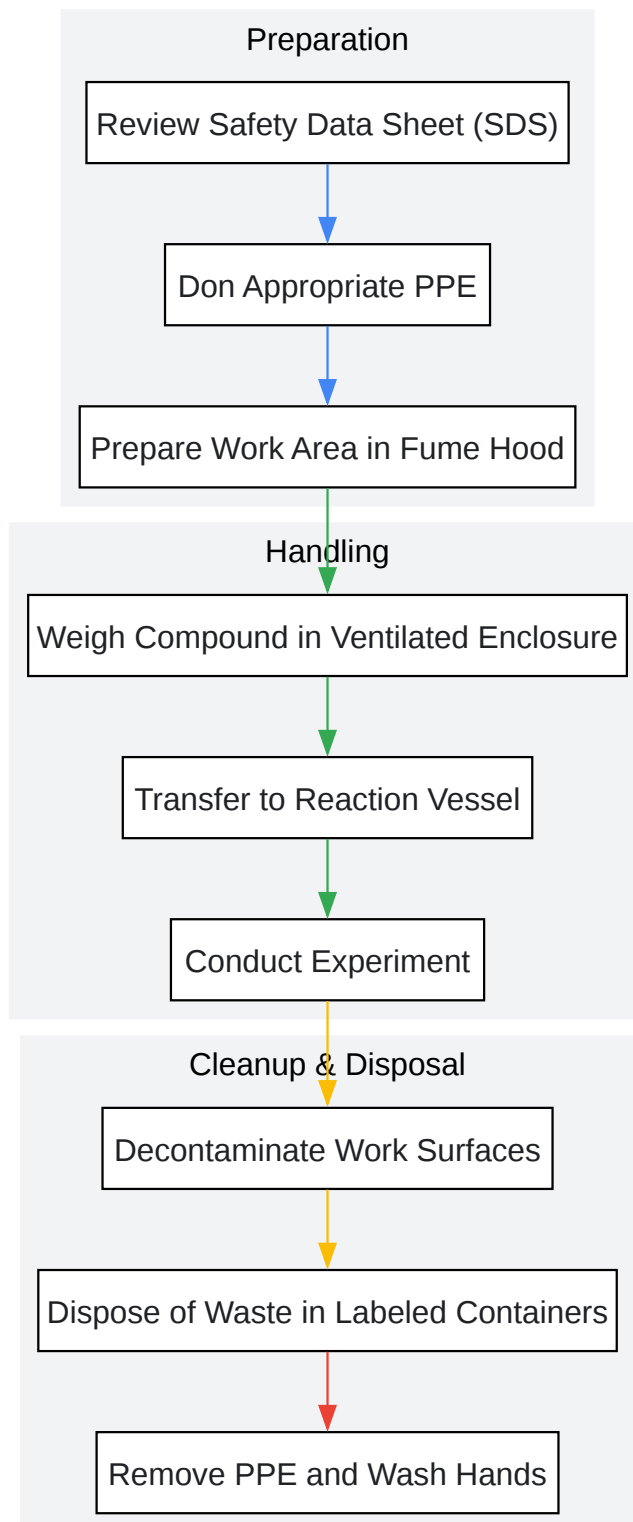 Preparation
Review Safety Data Sheet (SDS)
Don Appropriate PPE
Prepare Work Area in Fume Hood
Handling
Weigh Compound in Ventilated Enclosure
Transfer to Reaction Vessel
Conduct Experiment
Cleanup & Disposal
Decontaminate Work Surfaces
Dispose of Waste in Labeled Containers
Remove PPE and Wash Hands